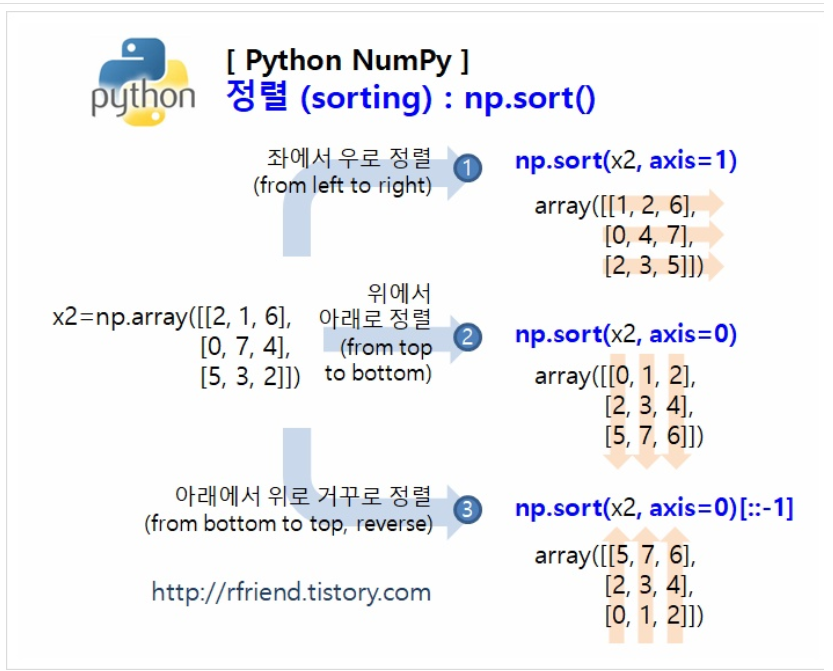 python
[ Python NumPy ]
정렬 (sorting) : np.sort()
좌에서 우로 정렬
(from left to right)
1
np.sort(x2, axis=1)
array([[1, 2, 6],
[0, 4, 7],
[2, 3, 5]])
x2=np.array([[2, 1, 6],
[0, 7, 4],
[5, 3, 2]])
위에서
아래로 정렬
(from top
to bottom)
2
np.sort(x2, axis=0)
array([[0, 1, 2],
[2, 3, 4],
[5, 7, 6]])
아래에서 위로 거꾸로 정렬
(from bottom to top, reverse)
3
np.sort(x2, axis=0)[::-1]
array([[5, 7, 6],
[2, 3, 4],
[0, 1, 2]])
http://rfriend.tistory.com